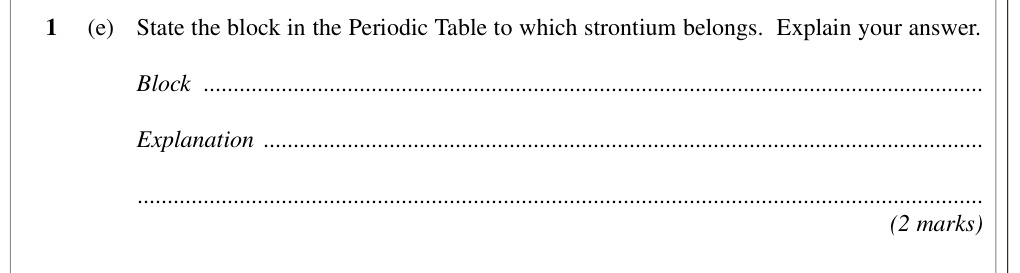 1 (e) State the block in the Periodic Table to which strontium belongs. Explain your answer.
Block ..........................................................................................................................................
Explanation ..........................................................................................................................
..........................................................................................................................................
(2 marks)